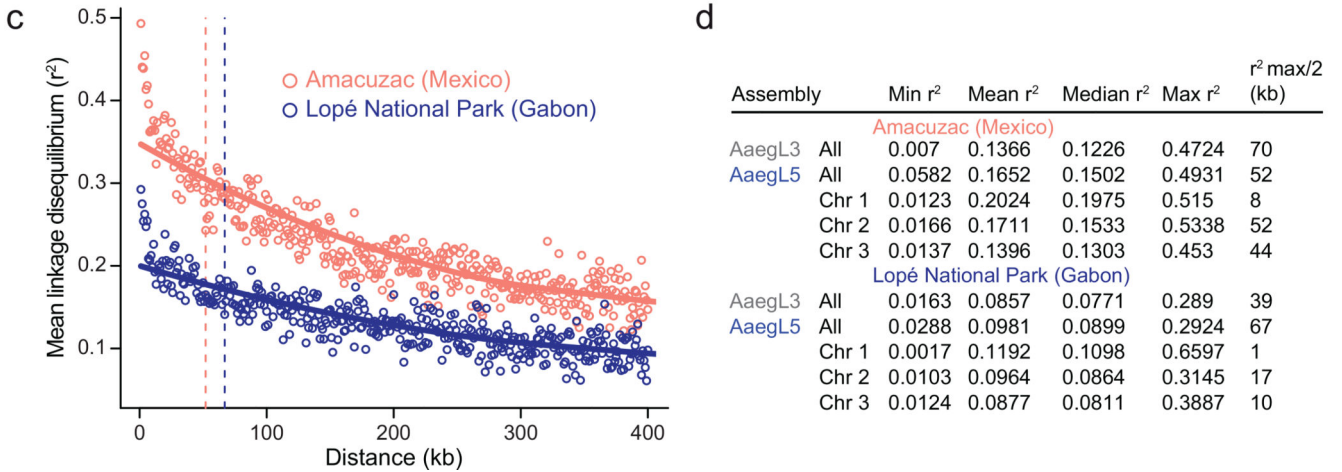 c
Mean linkage disequilibrium (r²)
0.5
0.4
0.3
0.2
0.1
Amacuzac (Mexico)
Lopé National Park (Gabon)
0 100 200 300 400
Distance (kb)
d
Assembly Min r² Mean r² Median r² Max r² r² max/2 (kb)
Amacuzac (Mexico)
AaegL3 All 0.007 0.1366 0.1226 0.4724 70
AaegL5 All 0.0582 0.1652 0.1502 0.4931 52
Chr 1 0.0123 0.2024 0.1975 0.515 8
Chr 2 0.0166 0.1711 0.1533 0.5338 52
Chr 3 0.0137 0.1396 0.1303 0.453 44
Lopé National Park (Gabon)
AaegL3 All 0.0163 0.0857 0.0771 0.289 39
AaegL5 All 0.0288 0.0981 0.0899 0.2924 67
Chr 1 0.0017 0.1192 0.1098 0.6597 1
Chr 2 0.0103 0.0964 0.0864 0.3145 17
Chr 3 0.0124 0.0877 0.0811 0.3887 10